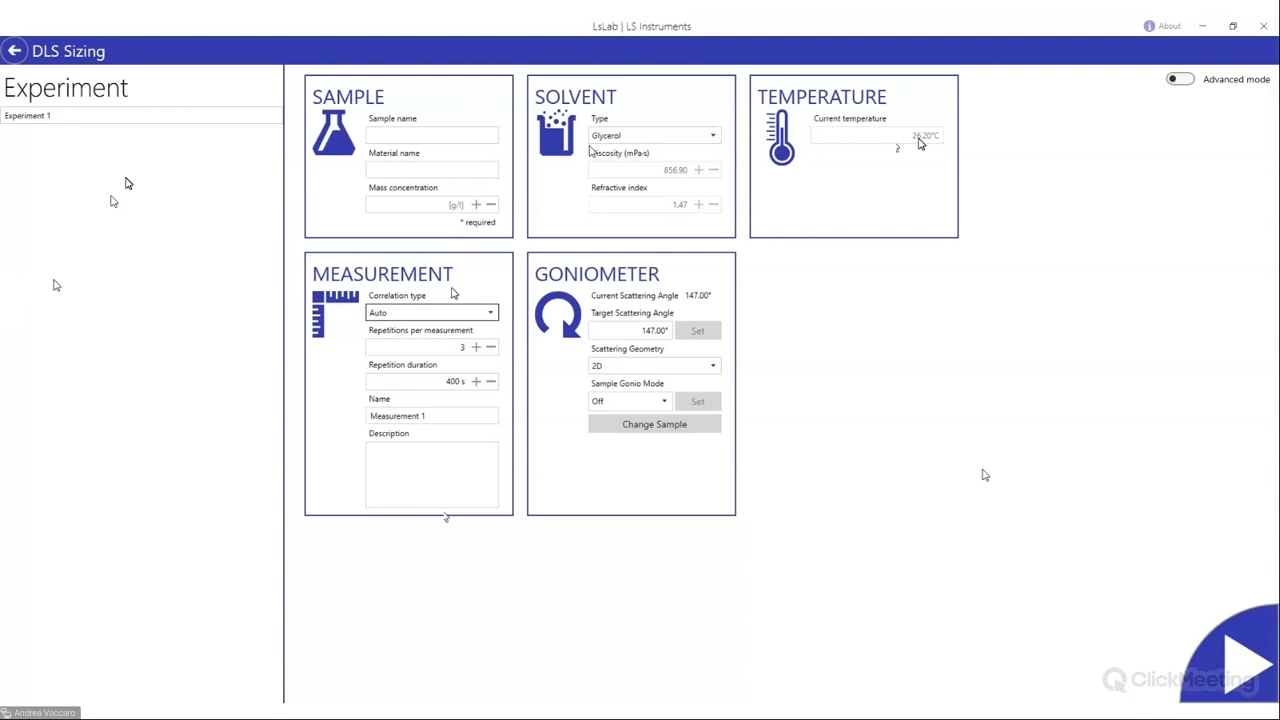 LsLab | LS Instruments
About
DLS Sizing
Experiment
Experiment 1
Advanced mode
SAMPLE
Sample name
Material name
Mass concentration
[g/l]
* required
SOLVENT
Type
Glycerol
Viscosity (mPa·s)
856.90
Refractive index
1.47
TEMPERATURE
Current temperature
26.20°C
MEASUREMENT
Correlation type
Auto
Repetitions per measurement
3
Repetition duration
400 s
Name
Measurement 1
Description
GONIOMETER
Current Scattering Angle 147.00°
Target Scattering Angle
147.00° Set
Scattering Geometry
2D
Sample Gonio Mode
Off Set
Change Sample
ClickMeeting
Andrea Vaccaro